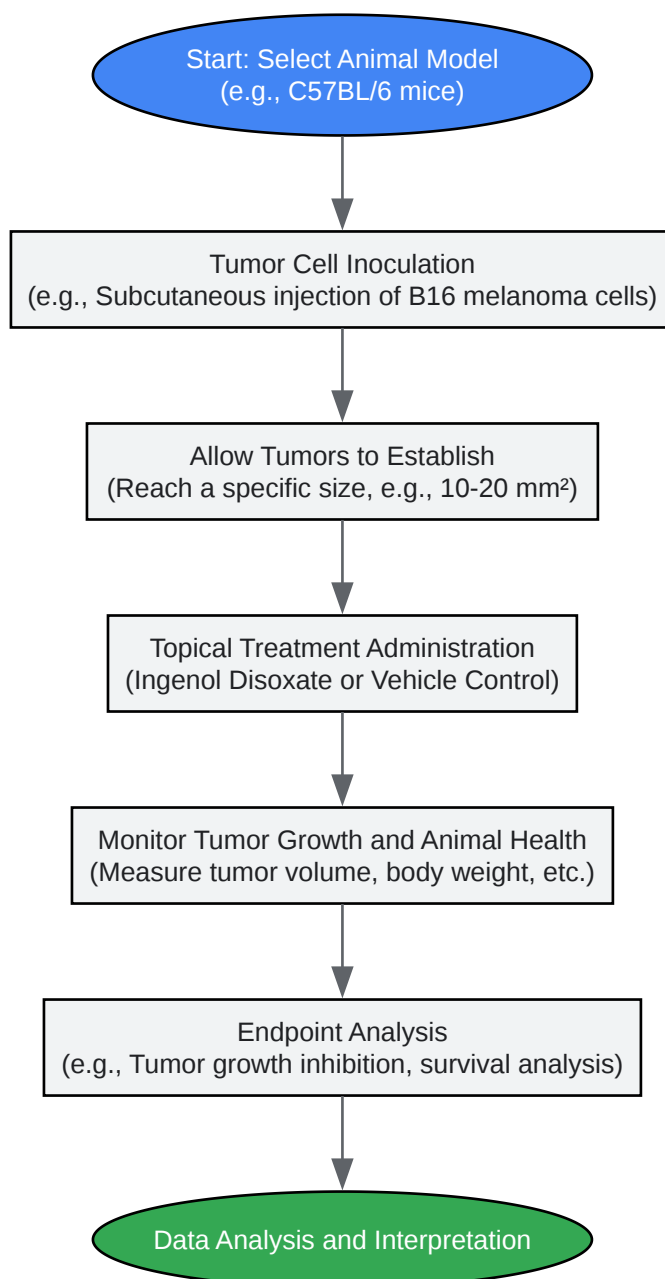 Start: Select Animal Model
(e.g., C57BL/6 mice)
Tumor Cell Inoculation
(e.g., Subcutaneous injection of B16 melanoma cells)
Allow Tumors to Establish
(Reach a specific size, e.g., 10-20 mm²)
Topical Treatment Administration
(Ingenol Disoxate or Vehicle Control)
Monitor Tumor Growth and Animal Health
(Measure tumor volume, body weight, etc.)
Endpoint Analysis
(e.g., Tumor growth inhibition, survival analysis)
Data Analysis and Interpretation